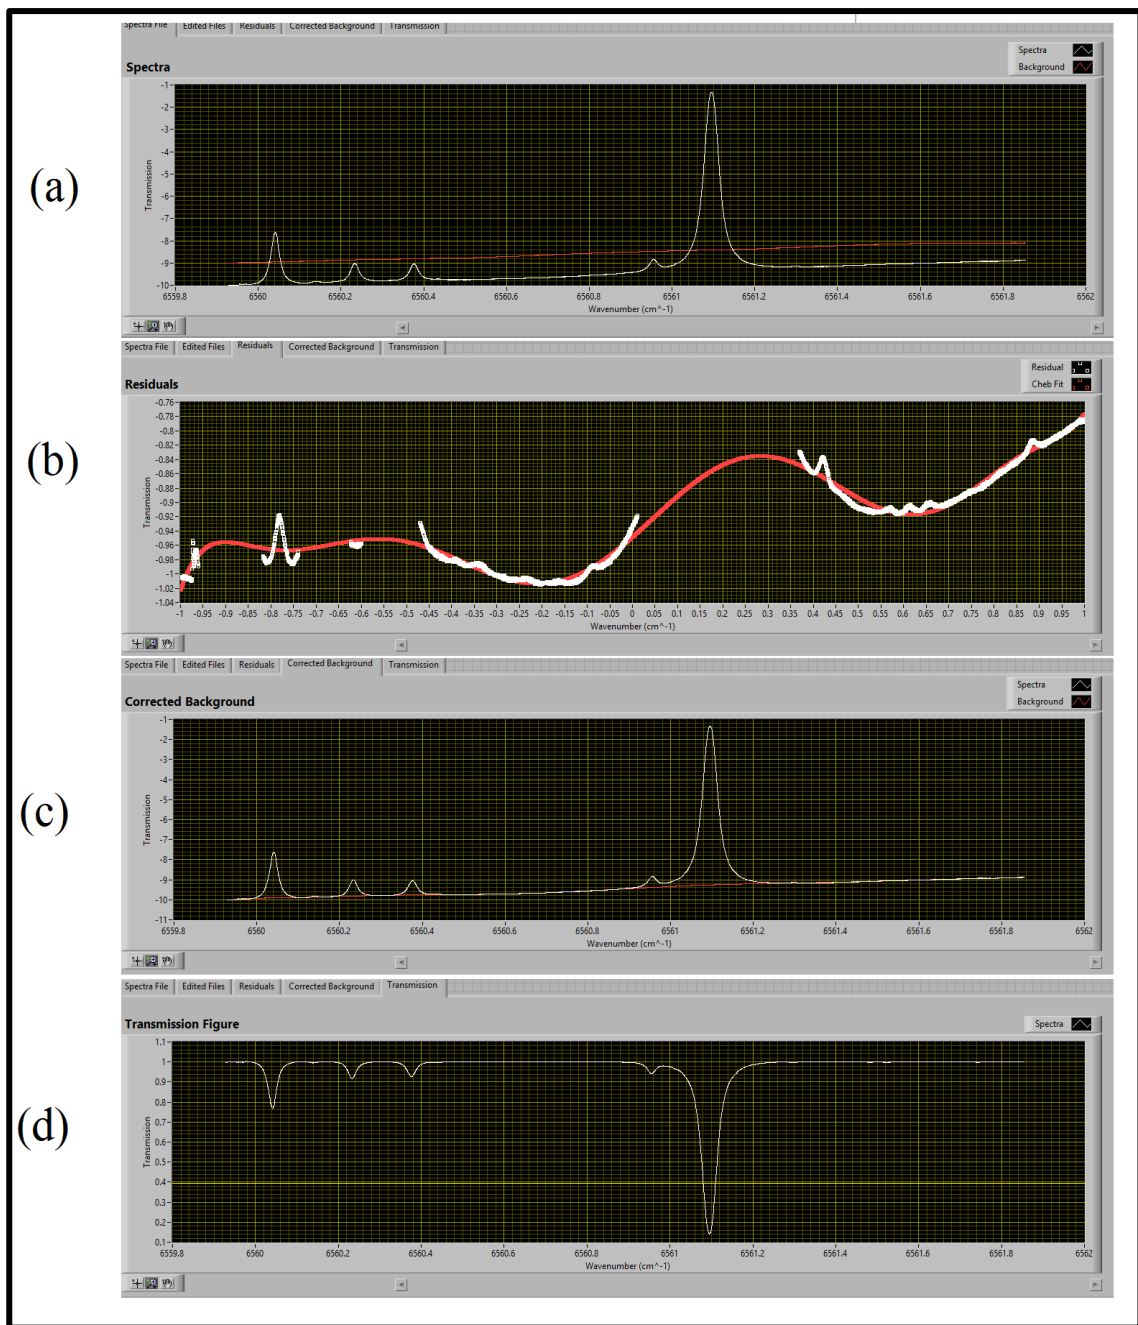 (a)
Spectra File Edited Files Residuals Corrected Background Transmission
Spectra
Spectra
Background
Transmission
-1
-2
-3
-4
-5
-6
-7
-8
-9
-10
6559.8 6560 6560.2 6560.4 6560.6 6560.8 6561 6561.2 6561.4 6561.6 6561.8 6562
Wavenumber (cm^-1)
(b)
Spectra File Edited Files Residuals Corrected Background Transmission
Residuals
Residual
Cheb Fit
Transmission
-0.76
-0.78
-0.8
-0.82
-0.84
-0.86
-0.88
-0.9
-0.92
-0.94
-0.96
-0.98
-1
-1.02
-1.04
-1 -0.95 -0.9 -0.85 -0.8 -0.75 -0.7 -0.65 -0.6 -0.55 -0.5 -0.45 -0.4 -0.35 -0.3 -0.25 -0.2 -0.15 -0.1 -0.05 0 0.05 0.1 0.15 0.2 0.25 0.3 0.35 0.4 0.45 0.5 0.55 0.6 0.65 0.7 0.75 0.8 0.85 0.9 0.95 1
Wavenumber (cm^-1)
(c)
Spectra File Edited Files Residuals Corrected Background Transmission
Corrected Background
Spectra
Background
Transmission
-1
-2
-3
-4
-5
-6
-7
-8
-9
-10
-11
6559.8 6560 6560.2 6560.4 6560.6 6560.8 6561 6561.2 6561.4 6561.6 6561.8 6562
Wavenumber (cm^-1)
(d)
Spectra File Edited Files Residuals Corrected Background Transmission
Transmission Figure
Spectra
Transmission
1.1
1
0.9
0.8
0.7
0.6
0.5
0.4
0.3
0.2
0.1
6559.8 6560 6560.2 6560.4 6560.6 6560.8 6561 6561.2 6561.4 6561.6 6561.8 6562
Wavenumber (cm^-1)